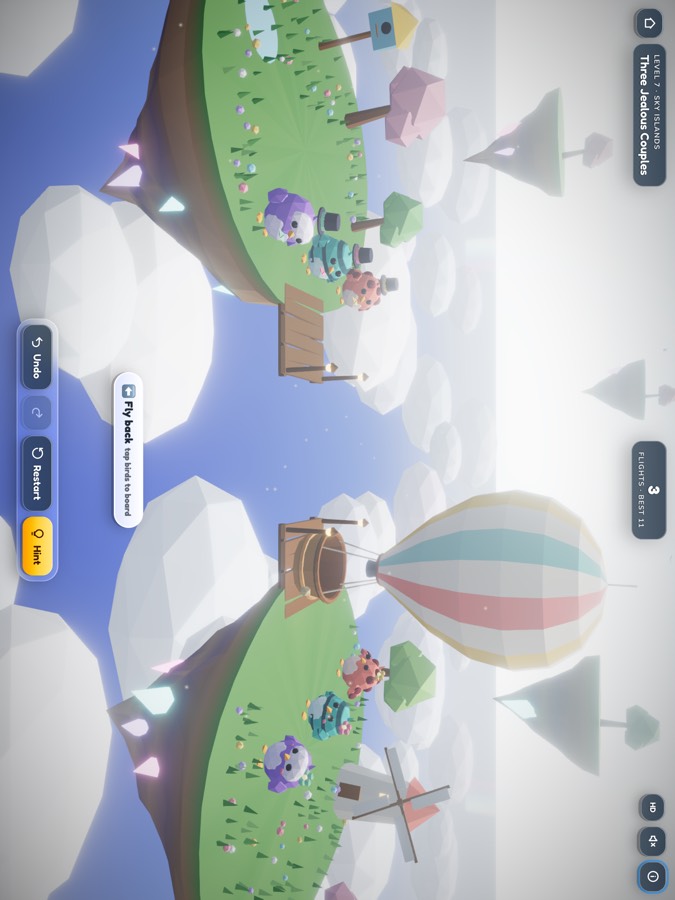 LEVEL 7 · SKY ISLANDS
Three Jealous Couples
3
FLIGHTS · BEST 11
HD
Fly back tap birds to board
Undo
Restart
Hint